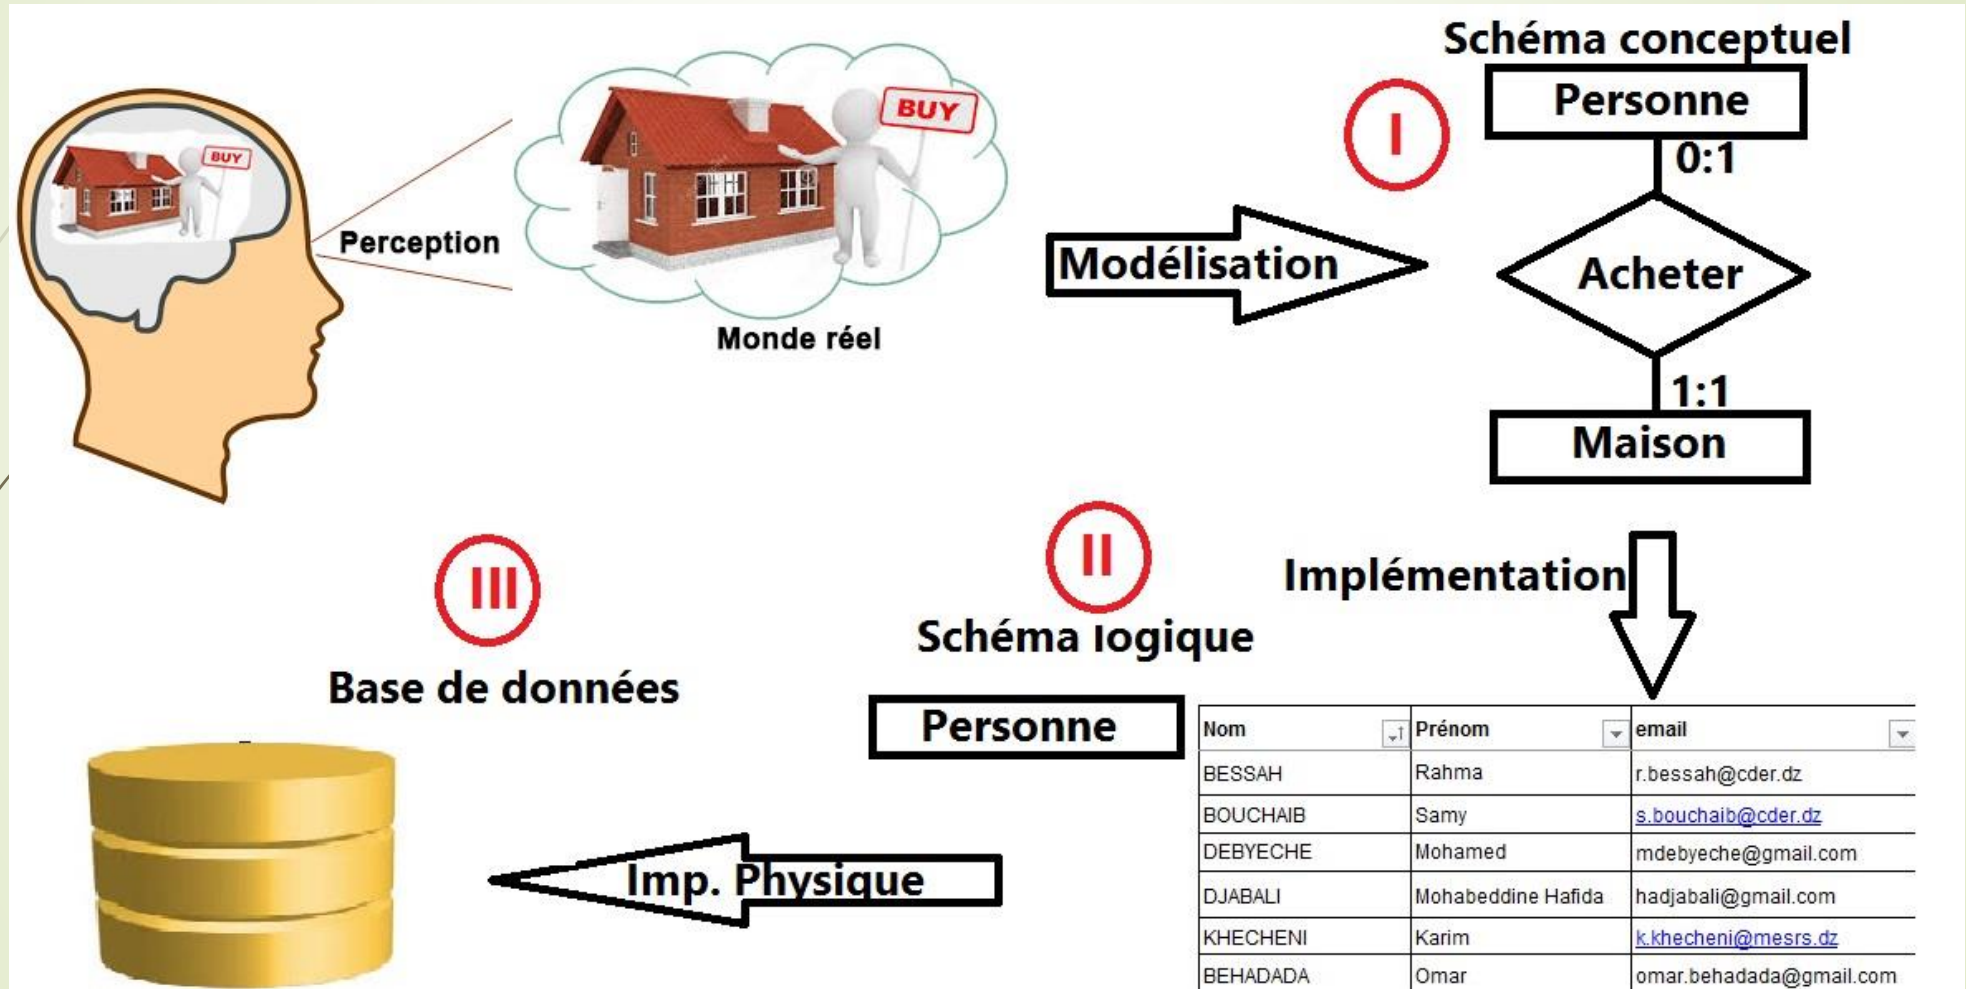 Schéma conceptuel
I
Personne
0:1
Acheter
1:1
Maison
BUY
BUY
Perception
Monde réel
Modélisation
Implémentation
II
Schéma logique
Personne
Nom Prénom email
BESSAH Rahma r.bessah@cder.dz
BOUCHAIB Samy s.bouchaib@cder.dz
DEBYECHE Mohamed mdebyeche@gmail.com
DJABALI Mohabeddine Hafida hadjabali@gmail.com
KHECHENI Karim k.khecheni@mesrs.dz
BEHADADA Omar omar.behadada@gmail.com
Imp. Physique
III
Base de données